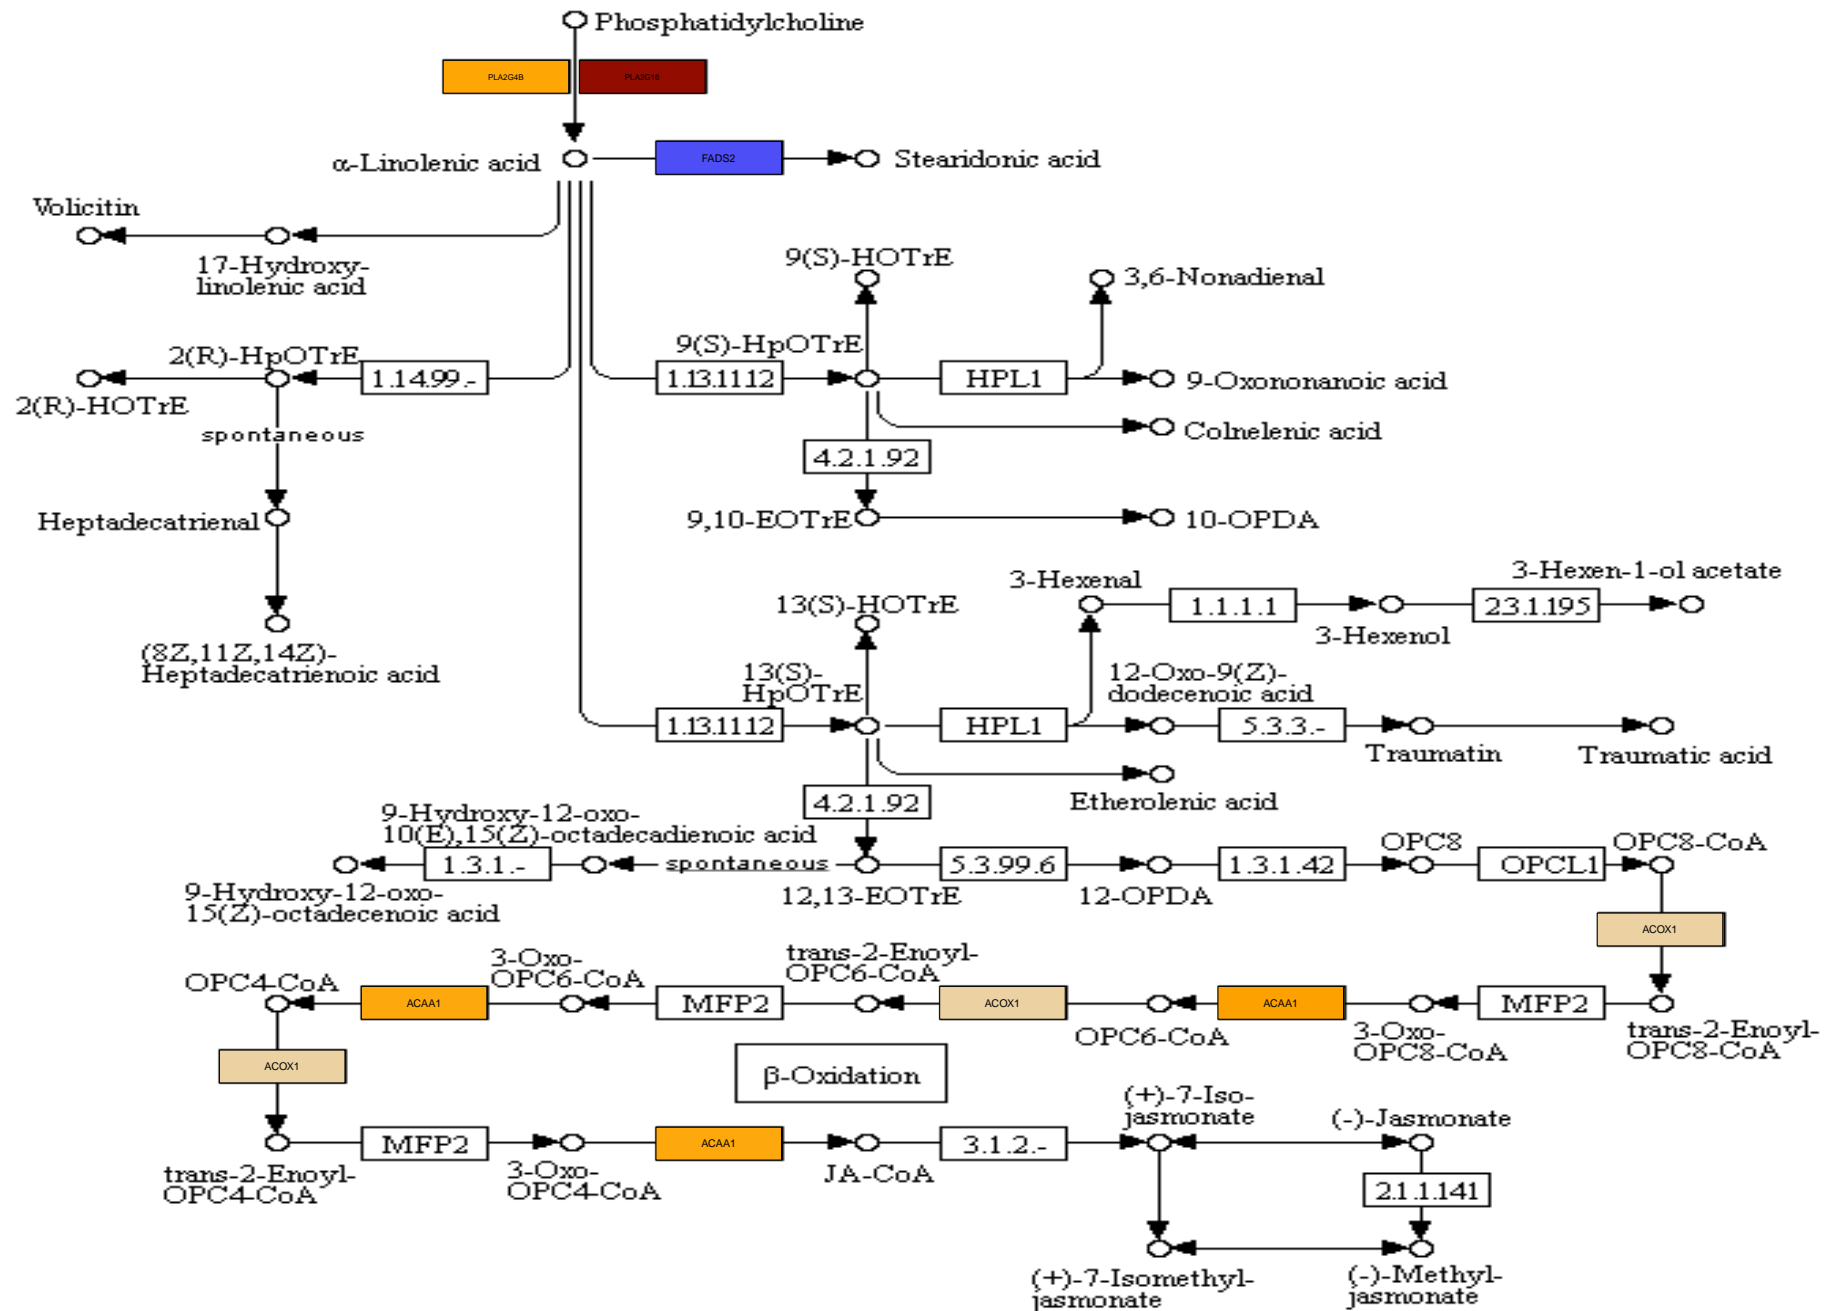 Phosphatidylcholine
PLA2G4B
PLA2G16
α-Linolenic acid
FADS2
Stearidonic acid
Volicitin
17-Hydroxy-
linolenic acid
9(S)-HOTrE
3,6-Nonadienal
2(R)-HpOTrE
1.14.99.-
9(S)-HpOTrE
1.13.11.12
HPL1
9-Oxononanoic acid
2(R)-HOTrE
spontaneous
Colnelenic acid
4.2.1.92
Heptadecatrienal
9,10-EOTrE
10-OPDA
3-Hexenal
3-Hexen-1-ol acetate
13(S)-HOTrE
1.1.1.1
2.3.1.195
3-Hexenol
(8Z,11Z,14Z)-
Heptadecatrienoic acid
13(S)-
HpOTrE
12-Oxo-9(Z)-
dodecenoic acid
1.13.11.12
HPL1
5.3.3.-
Traumatin
Traumatic acid
Etherolenic acid
4.2.1.92
9-Hydroxy-12-oxo-
10(E),15(Z)-octadecadienoic acid
OPC8
OPC8-CoA
1.3.1.-
spontaneous
5.3.99.6
1.3.1.42
OPCL1
9-Hydroxy-12-oxo-
15(Z)-octadecenoic acid
12,13-EOTrE
12-OPDA
ACOX1
OPC4-CoA
3-Oxo-
OPC6-CoA
trans-2-Enoyl-
OPC6-CoA
ACAA1
MFP2
ACOX1
ACAA1
MFP2
OPC6-CoA
3-Oxo-
OPC8-CoA
trans-2-Enoyl-
OPC8-CoA
ACOX1
β-Oxidation
(+)-7-Iso-
jasmonate
(-)-Jasmonate
MFP2
ACAA1
3.1.2.-
trans-2-Enoyl-
OPC4-CoA
3-Oxo-
OPC4-CoA
JA-CoA
2.1.1.141
(+)-7-Isomethyl-
jasmonate
(-)-Methyl-
jasmonate